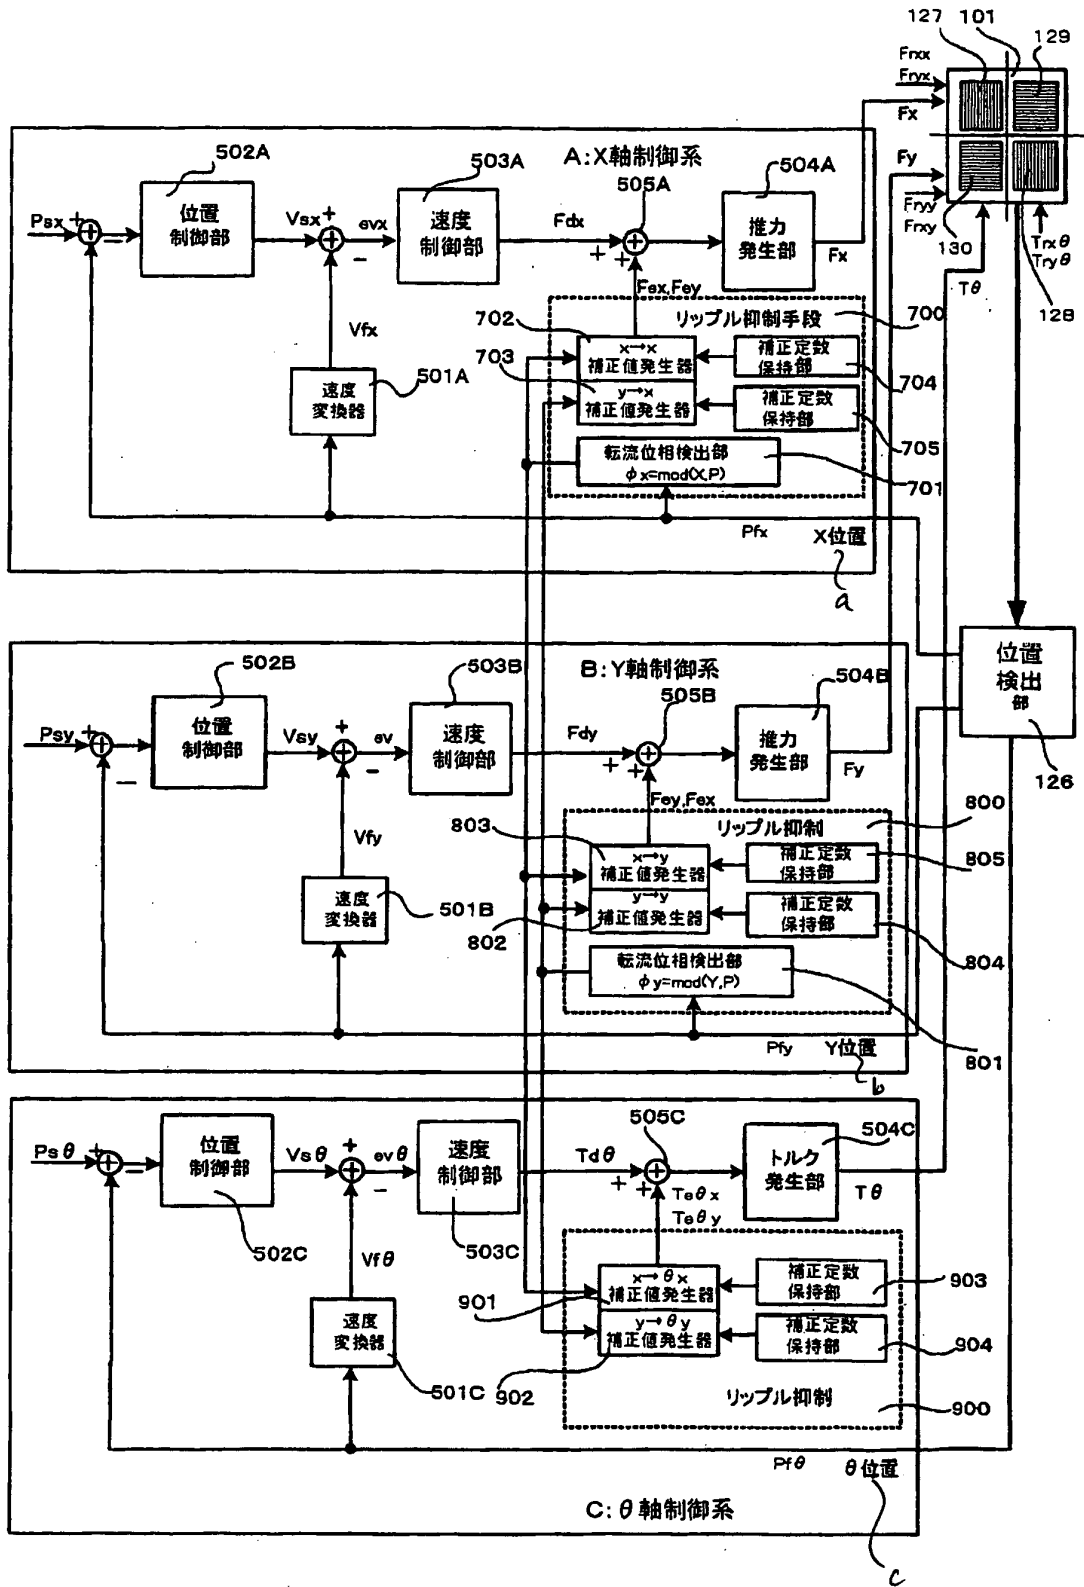 127
101
129
Frxx
Fryx
Fx
Fy
Fryy
Frxy
130
Tθ
Trxθ
Tryθ
128
A:X軸制御系
502A
503A
505A
504A
Psx
+
−
位置
制御部
Vsx
+
−
evx
速度
制御部
Fdx
+
+
推力
発生部
Fx
Fex,Fey
Vfx
501A
速度
変換器
リップル抑制手段
700
702
x→x
補正値発生器
703
y→x
補正値発生器
補正定数
保持部
704
補正定数
保持部
705
転流位相検出部
φx=mod(X,P)
701
Pfx
X位置
a
位置
検出
部
126
B:Y軸制御系
502B
503B
505B
504B
Psy
+
−
位置
制御部
Vsy
+
−
ev
速度
制御部
Fdy
+
+
推力
発生部
Fy
Fey,Fex
Vfy
501B
速度
変換器
リップル抑制
800
803
x→y
補正値発生器
802
y→y
補正値発生器
補正定数
保持部
805
補正定数
保持部
804
転流位相検出部
φy=mod(Y,P)
801
Pfy
Y位置
b
Psθ
+
−
位置
制御部
502C
Vsθ
+
−
evθ
速度
制御部
503C
Tdθ
+
+
505C
504C
トルク
発生部
Tθ
Teθx
Teθy
Vfθ
501C
速度
変換器
x→θx
補正値発生器
901
y→θy
補正値発生器
902
補正定数
保持部
903
補正定数
保持部
904
リップル抑制
900
Pfθ
θ位置
C:θ軸制御系
c